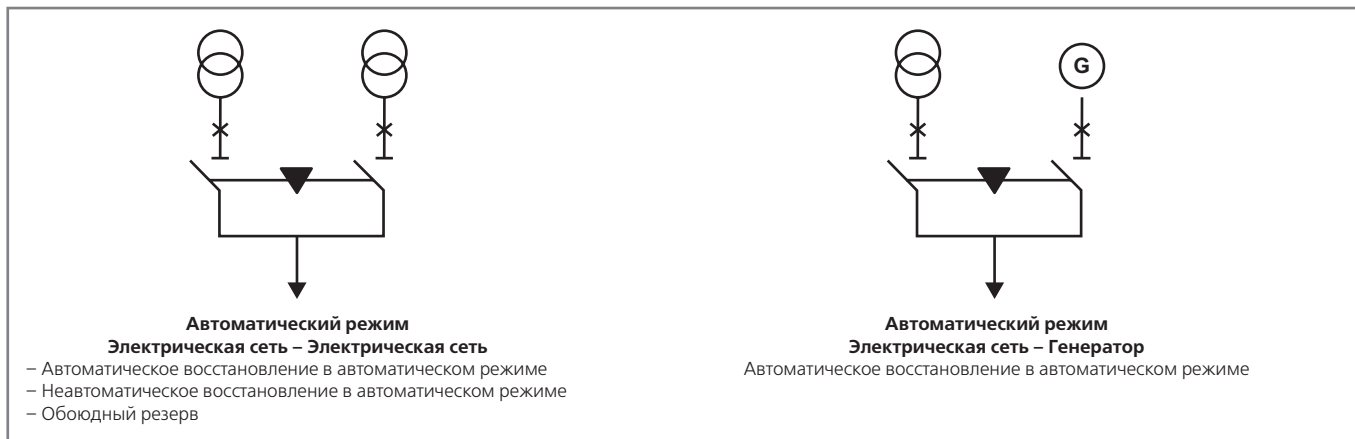 G
Автоматический режим
Электрическая сеть – Электрическая сеть
– Автоматическое восстановление в автоматическом режиме
– Неавтоматическое восстановление в автоматическом режиме
– Обоюдный резерв
Автоматический режим
Электрическая сеть – Генератор
Автоматическое восстановление в автоматическом режиме